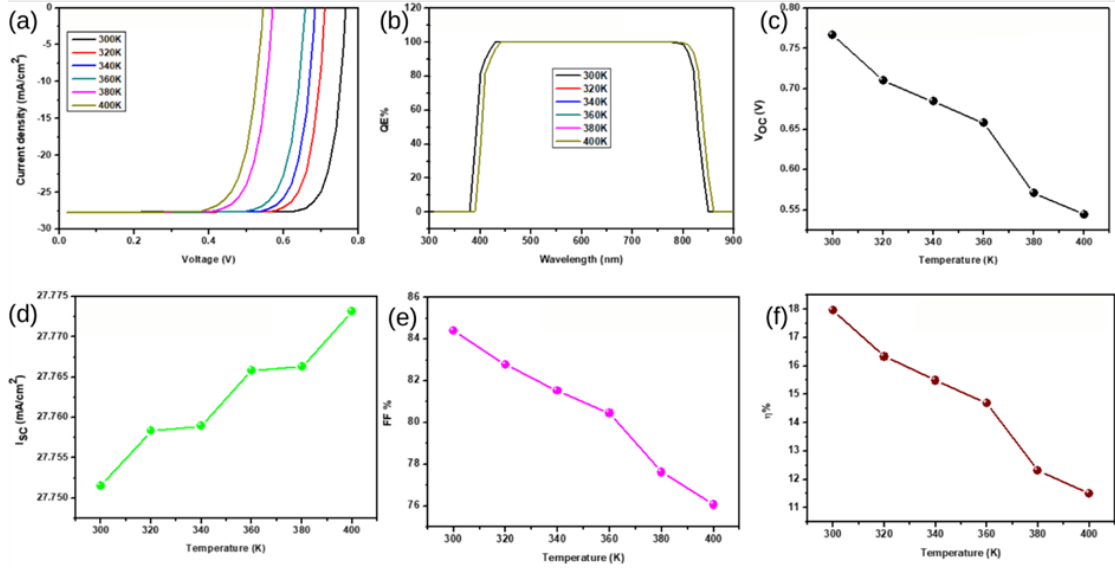 (a)
0
-5
-10
-15
-20
-25
-30
Current density (mA/cm²)
300K
320K
340K
360K
380K
400K
0.0 0.2 0.4 0.6 0.8
Voltage (V)
(b)
120
100
80
60
40
20
0
QE%
300K
320K
340K
360K
380K
400K
300 400 500 600 700 800 900
Wavelength (nm)
(c)
0.80
0.75
0.70
0.65
0.60
0.55
V_OC (V)
300 320 340 360 380 400
Temperature (K)
(d)
27.775
27.770
27.765
27.760
27.755
27.750
I_SC (mA/cm²)
300 320 340 360 380 400
Temperature (K)
(e)
86
84
82
80
78
76
FF %
300 320 340 360 380 400
Temperature (K)
(f)
18
17
16
15
14
13
12
11
η%
300 320 340 360 380 400
Temperature (K)